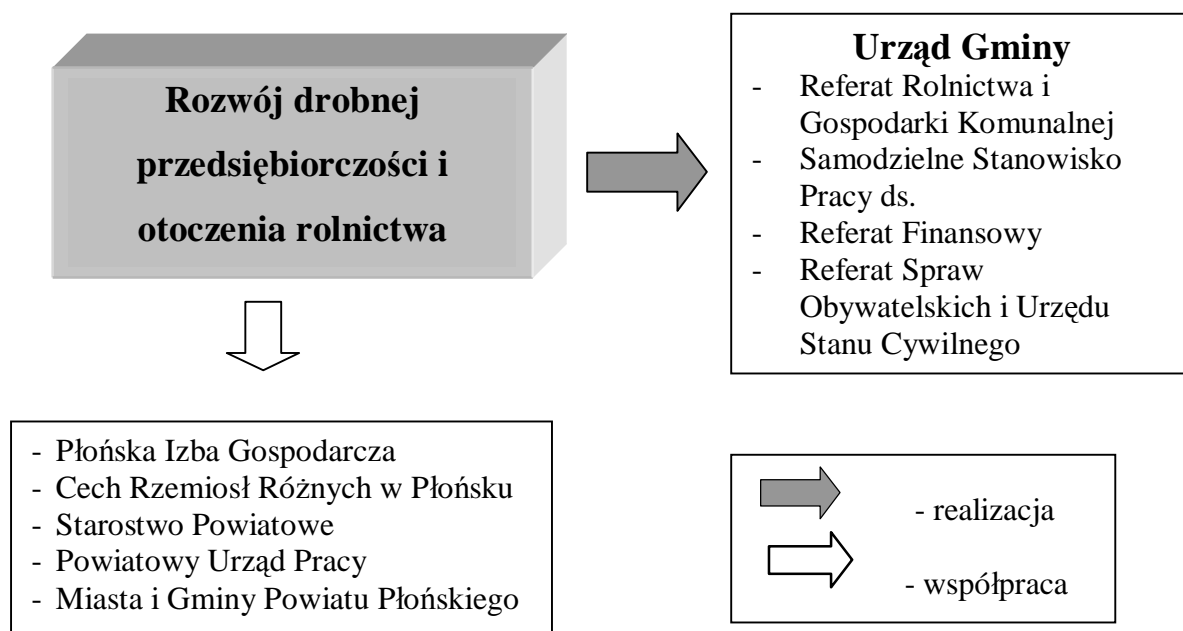 Rozwój drobnej
przedsiębiorczości i
otoczenia rolnictwa
Urząd Gminy
- Referat Rolnictwa i
Gospodarki Komunalnej
- Samodzielne Stanowisko
Pracy ds.
- Referat Finansowy
- Referat Spraw
Obywatelskich i Urzędu
Stanu Cywilnego
- Płońska Izba Gospodarcza
- Cech Rzemiosł Różnych w Płońsku
- Starostwo Powiatowe
- Powiatowy Urząd Pracy
- Miasta i Gminy Powiatu Płońskiego
- realizacja
- współpraca